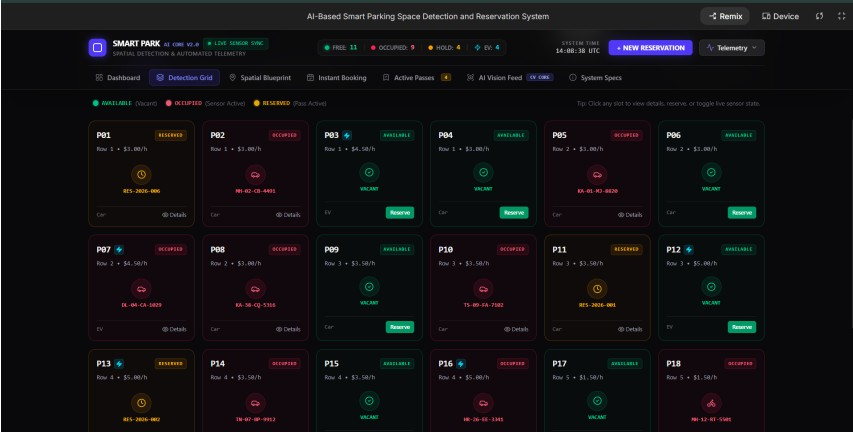 AI-Based Smart Parking Space Detection and Reservation System
Remix
Device
SMART PARK AI CORE V2.0 LIVE SENSOR SYNC
SPATIAL DETECTION & AUTOMATED TELEMETRY
FREE: 11 OCCUPIED: 9 HOLD: 4 EV: 4
SYSTEM TIME
14:08:38 UTC
+ NEW RESERVATION
Telemetry
Dashboard Detection Grid Spatial Blueprint Instant Booking Active Passes 4 AI Vision Feed CV CORE System Specs
AVAILABLE (Vacant) OCCUPIED (Sensor Active) RESERVED (Pass Active)
Tip: Click any slot to view details, reserve, or toggle live sensor state.
P01 RESERVED
Row 1 • $3.00/h
RES-2026-006
Car Details
P02 OCCUPIED
Row 1 • $3.00/h
MH-02-CB-4491
Car Details
P03 AVAILABLE
Row 1 • $4.50/h
VACANT
EV Reserve
P04 AVAILABLE
Row 1 • $3.00/h
VACANT
Car Reserve
P05 OCCUPIED
Row 2 • $3.00/h
KA-01-MJ-8820
Car Details
P06 AVAILABLE
Row 2 • $3.00/h
VACANT
Car Reserve
P07 OCCUPIED
Row 2 • $4.50/h
DL-04-CA-1029
EV Details
P08 OCCUPIED
Row 2 • $3.00/h
KA-30-CQ-5316
Car Details
P09 AVAILABLE
Row 3 • $3.50/h
VACANT
Car Reserve
P10 OCCUPIED
Row 3 • $3.50/h
TS-09-FA-7102
Car Details
P11 RESERVED
Row 3 • $3.50/h
RES-2026-001
Car Details
P12 AVAILABLE
Row 3 • $5.00/h
VACANT
EV Reserve
P13 RESERVED
Row 4 • $5.00/h
RES-2026-002
P14 OCCUPIED
Row 4 • $3.50/h
TN-07-BP-9912
P15 AVAILABLE
Row 4 • $3.50/h
VACANT
P16 OCCUPIED
Row 4 • $5.00/h
HR-26-EE-3341
P17 AVAILABLE
Row 5 • $1.50/h
VACANT
P18 OCCUPIED
Row 5 • $1.50/h
MH-12-BT-5501